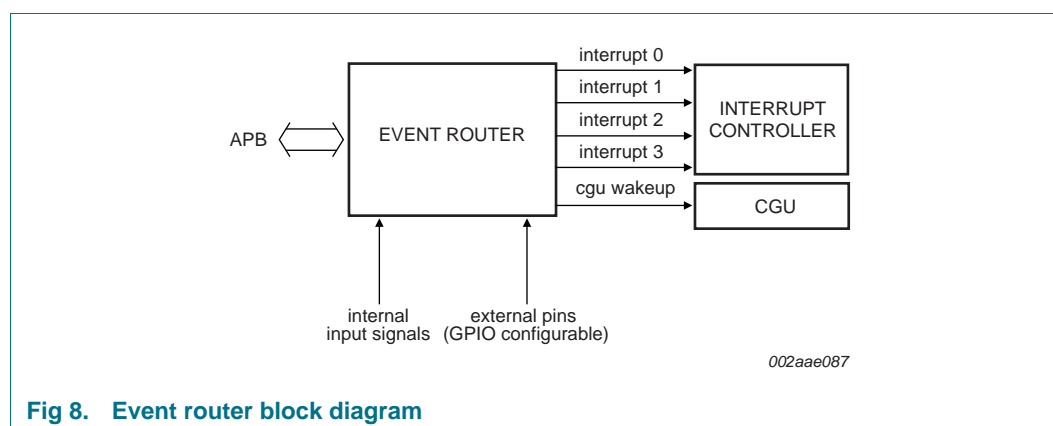 interrupt 0
interrupt 1
interrupt 2
interrupt 3
cgu wakeup
APB
EVENT ROUTER
INTERRUPT
CONTROLLER
CGU
internal
input signals
external pins
(GPIO configurable)
002aae087
Fig 8. Event router block diagram